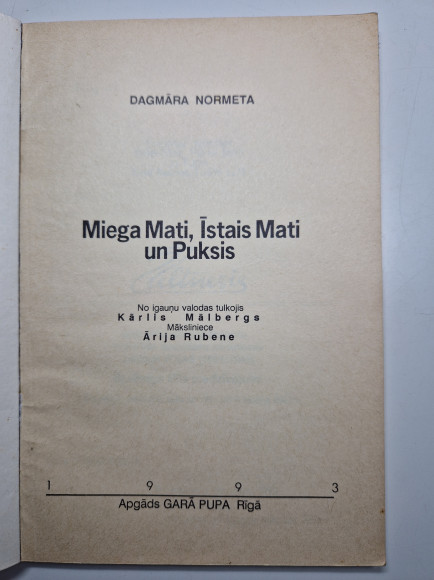 DAGMĀRA NORMETA
Miega Mati, Īstais Mati
un Puksis
No igauņu valodas tulkojis
Kārlis Mālbergs
Māksliniece
Ārija Rubene
1 9 9 3
Apgāds GARĀ PUPA Rīgā